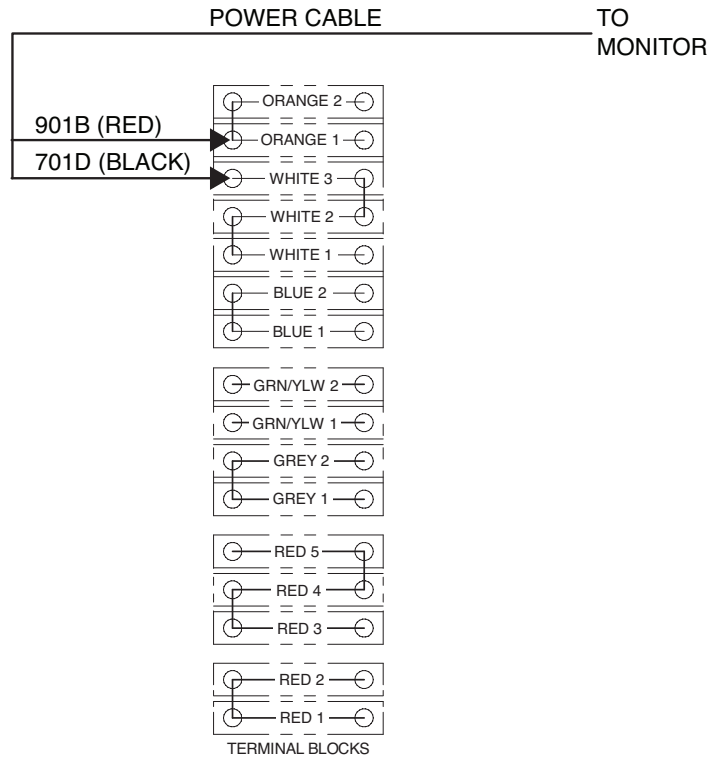 POWER CABLE
TO
MONITOR
901B (RED)
701D (BLACK)
ORANGE 2
ORANGE 1
WHITE 3
WHITE 2
WHITE 1
BLUE 2
BLUE 1
GRN/YLW 2
GRN/YLW 1
GREY 2
GREY 1
RED 5
RED 4
RED 3
RED 2
RED 1
TERMINAL BLOCKS